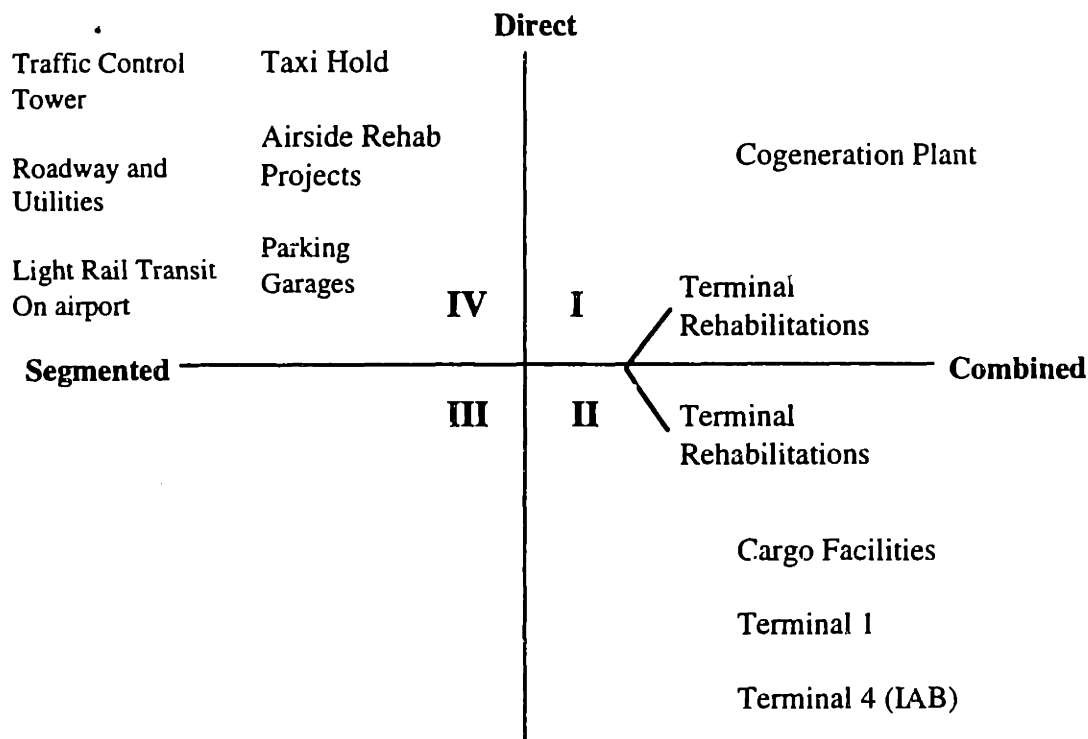 Direct
Traffic Control
Tower
Taxi Hold
Airside Rehab
Projects
Cogeneration Plant
Roadway and
Utilities
Parking
Garages
Light Rail Transit
On airport
IV
I
Terminal
Rehabilitations
Segmented
Combined
III
II
Terminal
Rehabilitations
Cargo Facilities
Terminal 1
Terminal 4 (IAB)